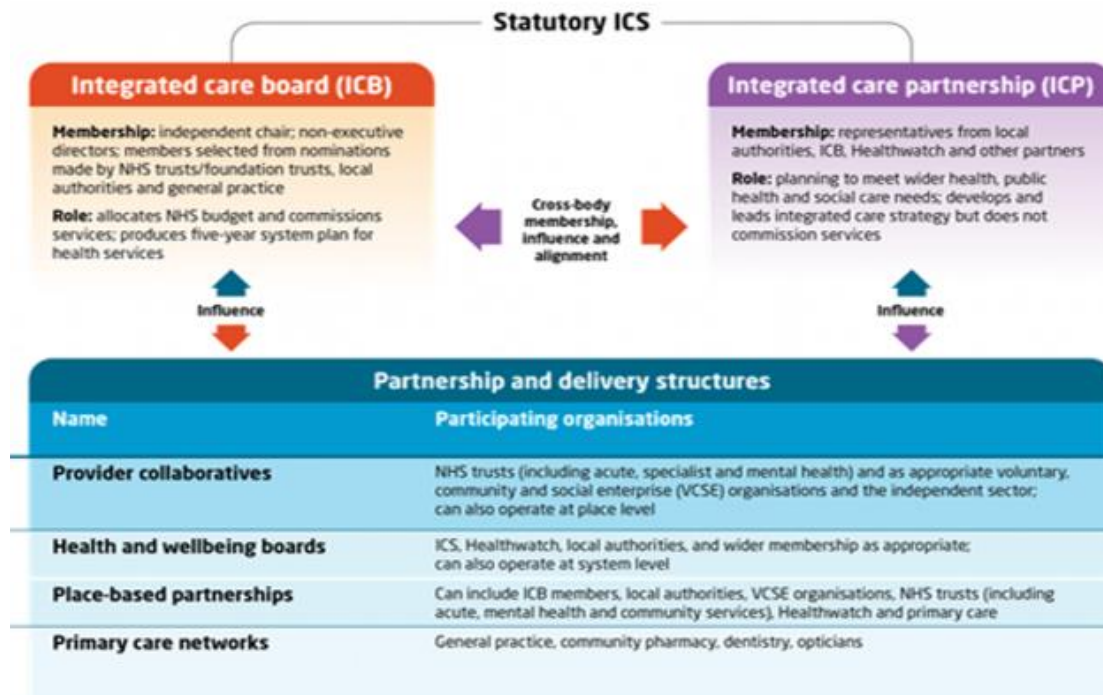 Statutory ICS
Integrated care board (ICB)
Membership: independent chair; non-executive
directors; members selected from nominations
made by NHS trusts/foundation trusts, local
authorities and general practice
Role: allocates NHS budget and commissions
services; produces five-year system plan for
health services
Cross-body
membership,
influence and
alignment
Integrated care partnership (ICP)
Membership: representatives from local
authorities, ICB, Healthwatch and other partners
Role: planning to meet wider health, public
health and social care needs; develops and
leads integrated care strategy but does not
commission services
Influence
Influence
Partnership and delivery structures
Name
Participating organisations
Provider collaboratives
NHS trusts (including acute, specialist and mental health) and as appropriate voluntary,
community and social enterprise (VCSE) organisations and the independent sector;
can also operate at place level
Health and wellbeing boards
ICS, Healthwatch, local authorities, and wider membership as appropriate;
can also operate at system level
Place-based partnerships
Can include ICB members, local authorities, VCSE organisations, NHS trusts (including
acute, mental health and community services), Healthwatch and primary care
Primary care networks
General practice, community pharmacy, dentistry, opticians